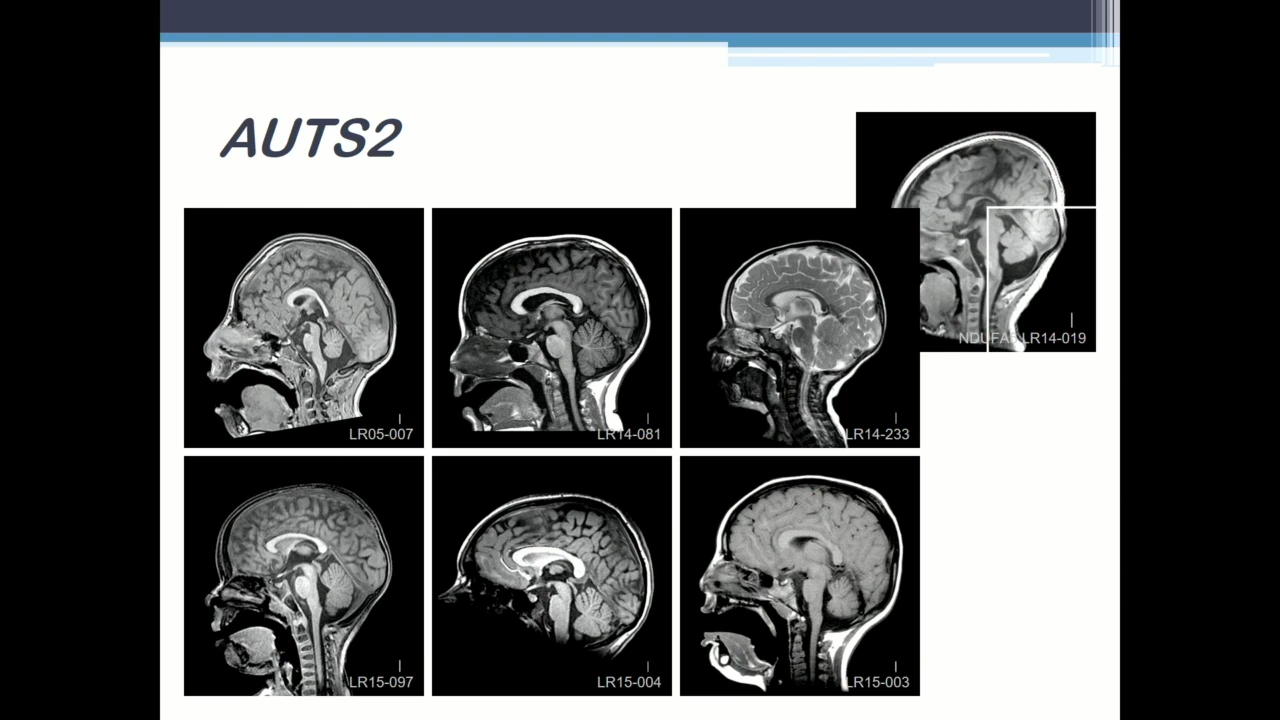 AUTS2
NDUFA LR14-019
LR05-007
LR14-081
LR14-233
LR15-097
LR15-004
LR15-003